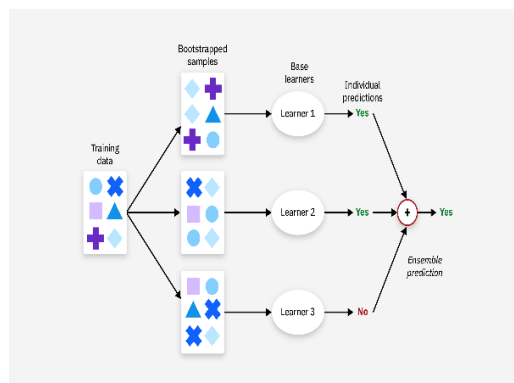 Bootstrapped
samples
Base
learners
Individual
predictions
Training
data
Learner 1
Yes
Learner 2
Yes
+
Yes
Ensemble
prediction
Learner 3
No